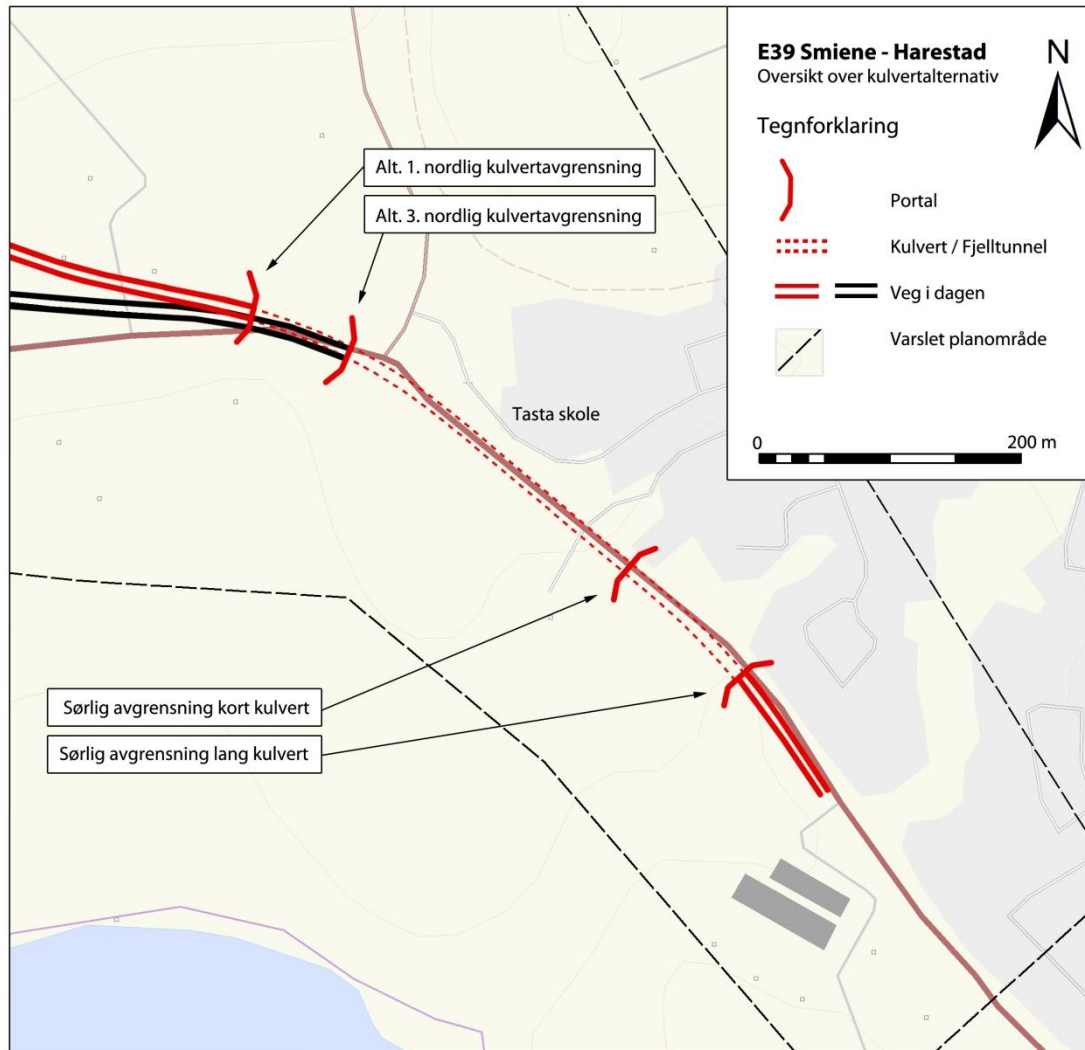 E39 Smiene - Harestad
Oversikt over kulvertalternativ
N
Tegnforklaring
Portal
Kulvert / Fjelltunnel
Veg i dagen
Varslet planområde
0 200 m
Alt. 1. nordlig kulvertavgrensning
Alt. 3. nordlig kulvertavgrensning
Tasta skole
Sørlig avgrensning kort kulvert
Sørlig avgrensning lang kulvert